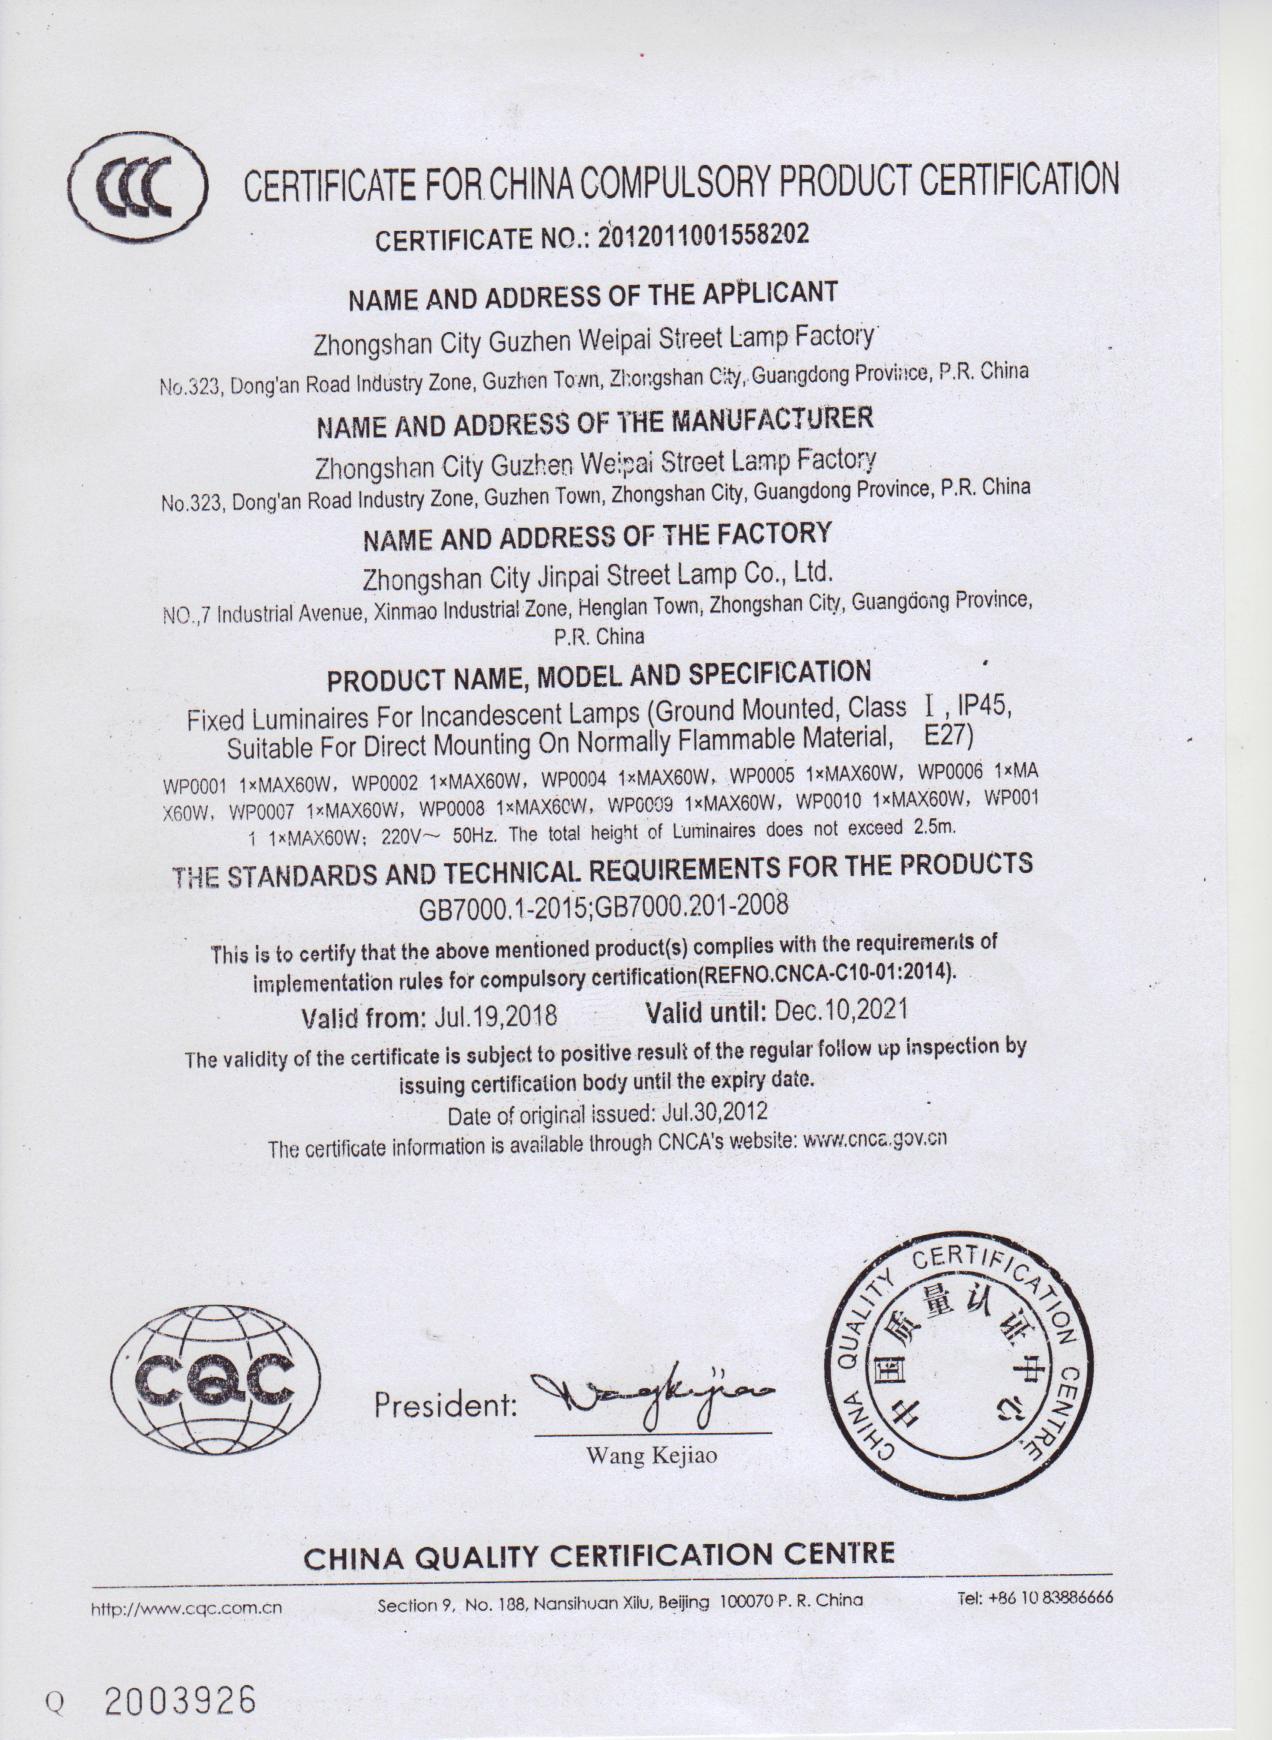 CCC
CERTIFICATE FOR CHINA COMPULSORY PRODUCT CERTIFICATION
CERTIFICATE NO.: 2012011001558202
NAME AND ADDRESS OF THE APPLICANT
Zhongshan City Guzhen Weipai Street Lamp Factory
No.323, Dong'an Road Industry Zone, Guzhen Town, Zhongshan City, Guangdong Province, P.R. China
NAME AND ADDRESS OF THE MANUFACTURER
Zhongshan City Guzhen Weipai Street Lamp Factory
No.323, Dong'an Road Industry Zone, Guzhen Town, Zhongshan City, Guangdong Province, P.R. China
NAME AND ADDRESS OF THE FACTORY
Zhongshan City Jinpai Street Lamp Co., Ltd.
NO.,7 Industrial Avenue, Xinmao Industrial Zone, Henglan Town, Zhongshan City, Guangdong Province,
P.R. China
PRODUCT NAME, MODEL AND SPECIFICATION
Fixed Luminaires For Incandescent Lamps (Ground Mounted, Class Ⅰ, IP45,
Suitable For Direct Mounting On Normally Flammable Material, E27)
WP0001 1×MAX60W, WP0002 1×MAX60W, WP0004 1×MAX60W, WP0005 1×MAX60W, WP0006 1×MA
X60W, WP0007 1×MAX60W, WP0008 1×MAX60W, WP0009 1×MAX60W, WP0010 1×MAX60W, WP001
1 1×MAX60W; 220V～ 50Hz. The total height of Luminaires does not exceed 2.5m.
THE STANDARDS AND TECHNICAL REQUIREMENTS FOR THE PRODUCTS
GB7000.1-2015;GB7000.201-2008
This is to certify that the above mentioned product(s) complies with the requirements of
implementation rules for compulsory certification(REFNO.CNCA-C10-01:2014).
Valid from: Jul.19,2018 Valid until: Dec.10,2021
The validity of the certificate is subject to positive result of the regular follow up inspection by
issuing certification body until the expiry date.
Date of original issued: Jul.30,2012
The certificate information is available through CNCA's website: www.cnca.gov.cn
CQC
President: Wangkejiao
Wang Kejiao
CHINA QUALITY CERTIFICATION CENTRE
中国质量认证中心
CHINA QUALITY CERTIFICATION CENTRE
http://www.cqc.com.cn Section 9, No. 188, Nansihuan Xilu, Beijing 100070 P. R. China Tel: +86 10 83886666
Q 2003926